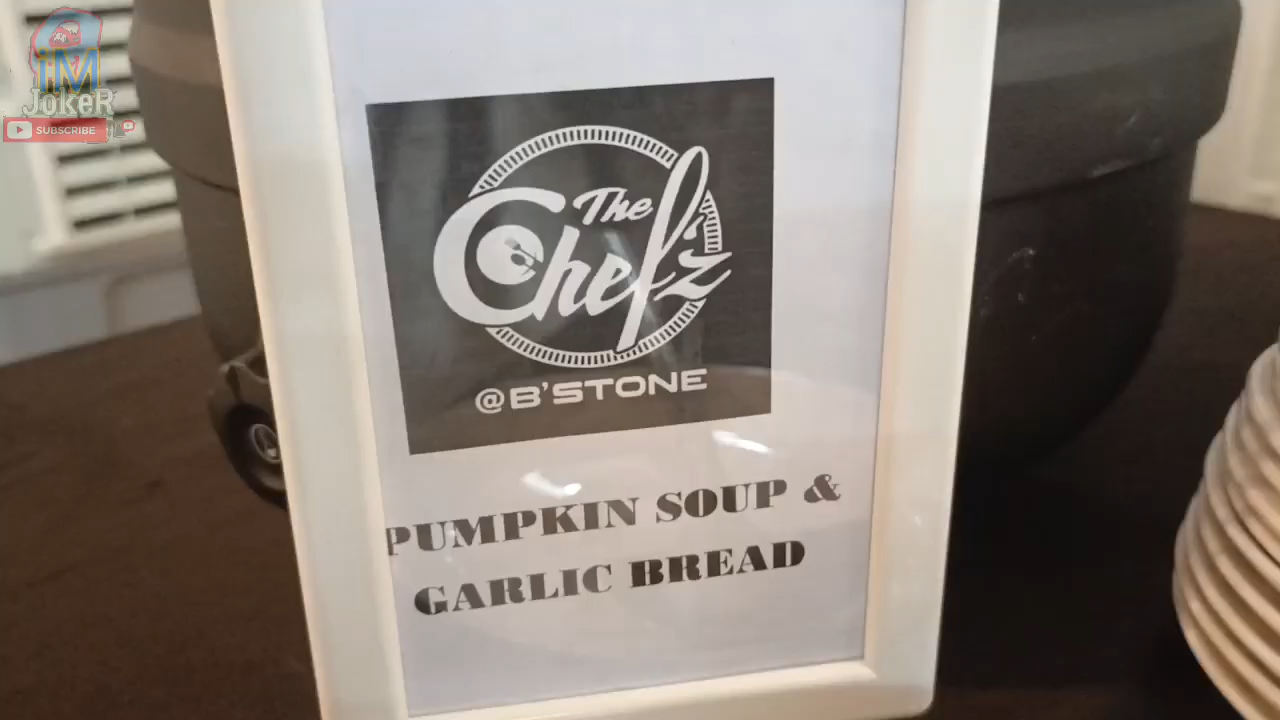 iM
JokeR
SUBSCRIBE
The
Chefz
@B'STONE
PUMPKIN SOUP &
GARLIC BREAD